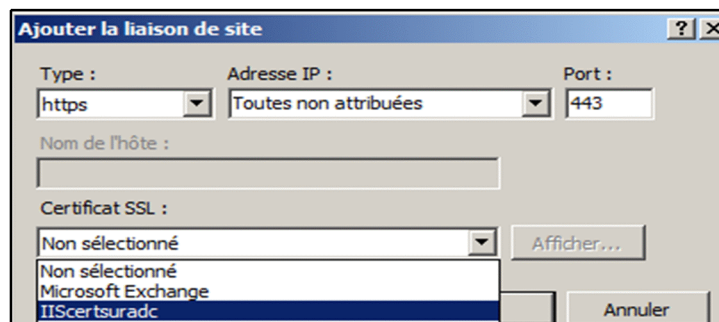 Ajouter la liaison de site
Type : Adresse IP : Port :
https Toutes non attribuées 443
Nom de l'hôte :
Certificat SSL :
Non sélectionné Afficher...
Non sélectionné
Microsoft Exchange
IIScertsuradc Annuler